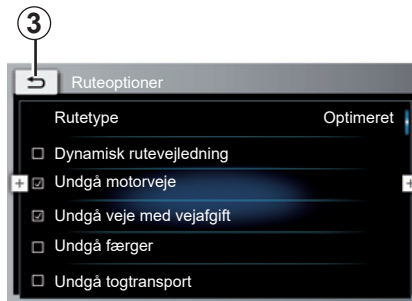 3
Ruteoptioner
Rutetype Optimeret
Dynamisk rutevejledning
Undgå motorveje
Undgå veje med vejafgift
Undgå færger
Undgå togtransport